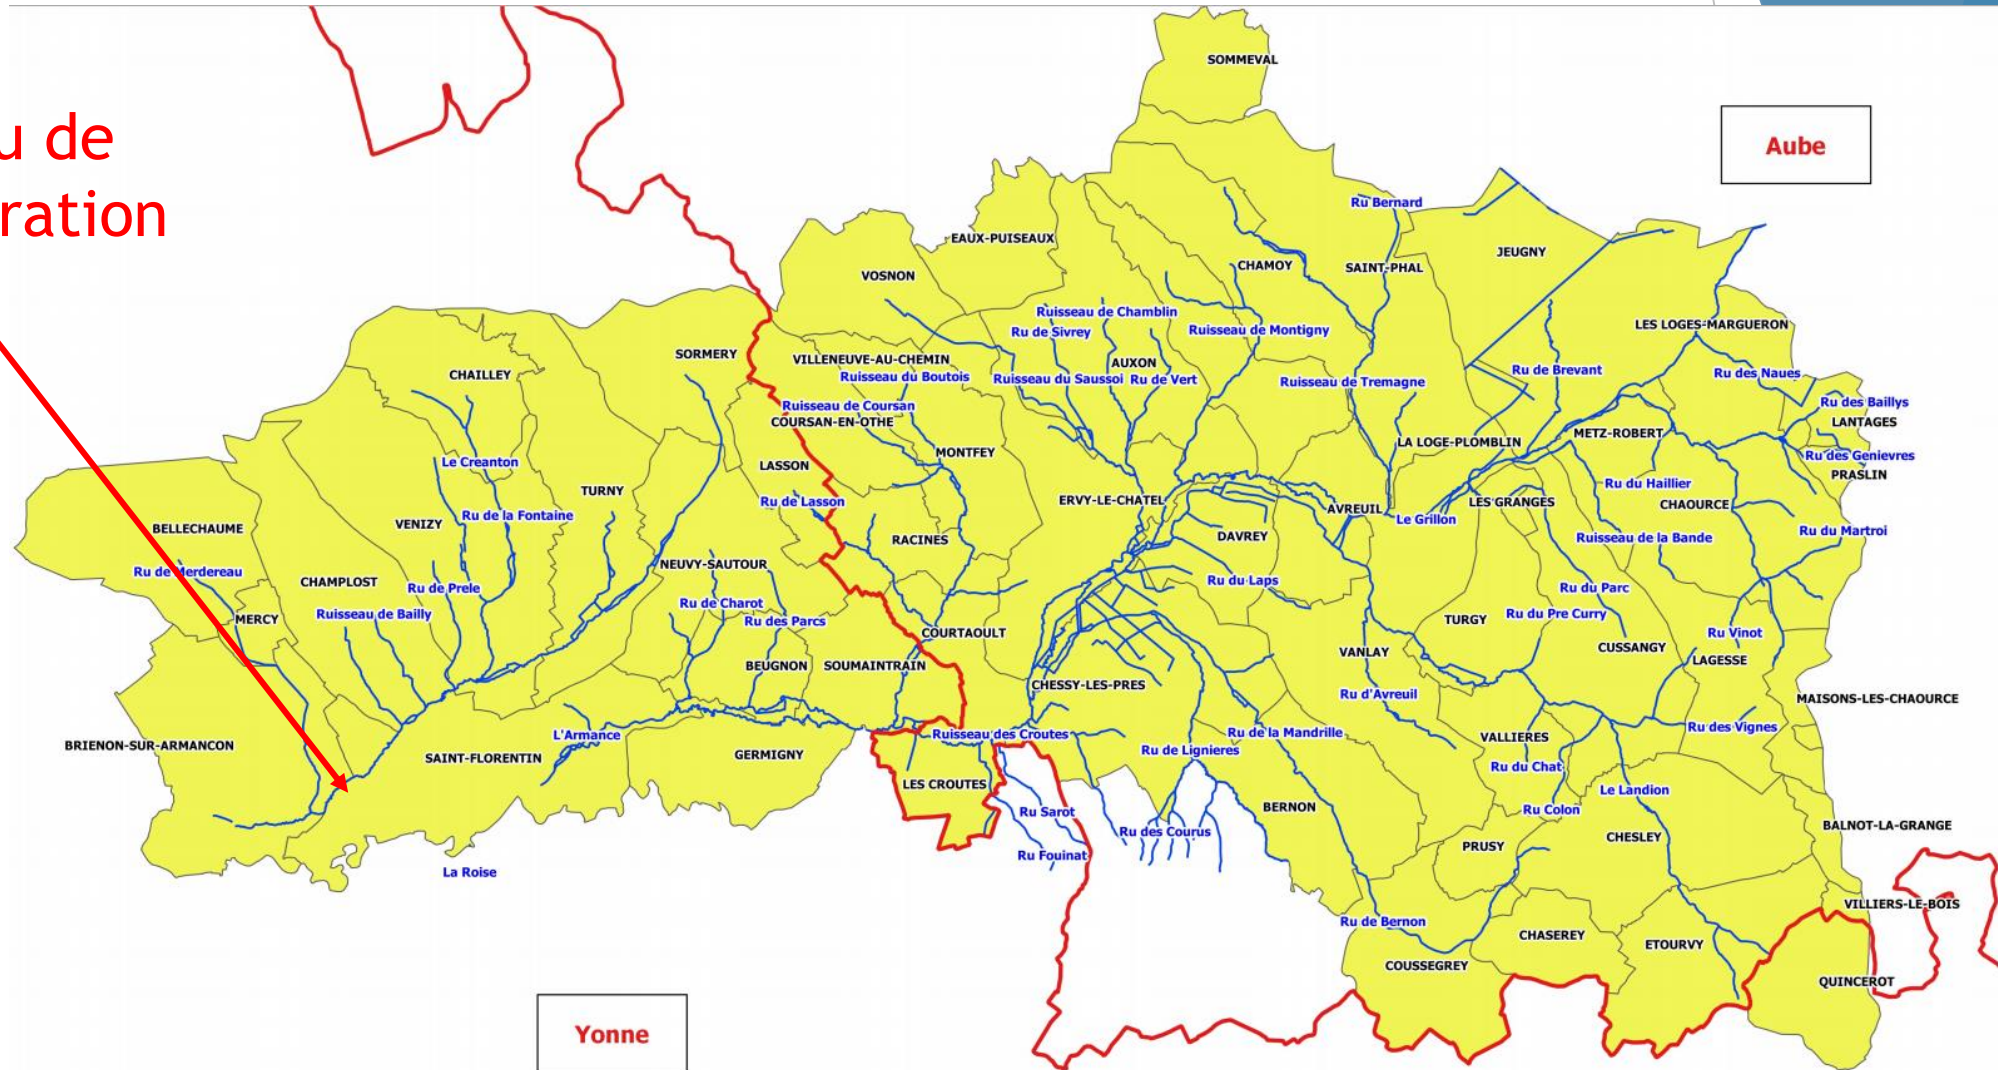 SOMMEVAL
u de
Aube
ration
Ru Bernard
EAUX-PUISEAUX
JEUGNY
CHAMOY
SAINT-PHAL
VOSNON
Ruisseau de Chamblin
LES LOGES-MARGUERON
Ru de Sivrey
Ruisseau de Montigny
SORMERY
VILLENEUVE-AU-CHEMIN
AUXON
Ru de Brevant
Ru des Naues
CHAILLEY
Ruisseau du Boutois
Ruisseau du Saussoi
Ru de Vert
Ruisseau de Tremagne
Ru des Baillys
Ruisseau de Coursan
COURSAN-EN-OTHE
LANTAGES
METZ-ROBERT
LA LOGE-PLOMBLIN
MONTFEY
Ru des Genievres
Le Creanton
LASSON
PRASLIN
Ru du Haillier
TURNY
Ru de Lasson
ERVY-LE-CHATEL
LES GRANGES
CHAOURCE
AVREUIL
Ru de la Fontaine
Le Grillon
VENIZY
BELLECHAUME
Ru du Martroi
RACINES
DAVREY
Ruisseau de la Bande
NEUVY-SAUTOUR
Ru de Merdereau
CHAMPLOST
Ru du Laps
Ru de Prele
Ru du Parc
Ru de Charot
Ruisseau de Bailly
Ru du Pre Curry
MERCY
Ru des Parcs
TURGY
COURTAOULT
Ru Vinot
CUSSANGY
VANLAY
LAGESSE
BEUGNON
SOUMAINTRAIN
CHESSY-LES-PRES
Ru d'Avreuil
MAISONS-LES-CHAOURCE
Ru des Vignes
L'Armance
Ruisseau des Croutes
Ru de la Mandrille
VALLIERES
BRIENON-SUR-ARMANCON
Ru de Lignieres
SAINT-FLORENTIN
GERMIGNY
Ru du Chat
LES CROUTES
Le Landion
BERNON
Ru Colon
Ru Sarot
BALNOT-LA-GRANGE
Ru des Courus
CHESLEY
PRUSY
Ru Fouinat
La Roise
VILLIERS-LE-BOIS
Ru de Bernon
CHASEREY
ETOURVY
COUSSEGREY
QUINCEROT
Yonne